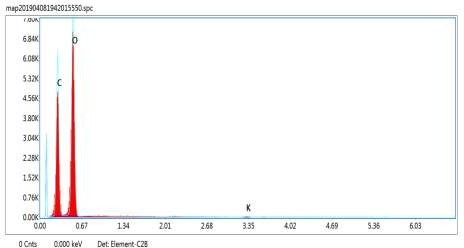 map201904081942015550.spc
7.60K
6.84K
O
6.08K
C
5.32K
4.56K
3.80K
3.04K
2.28K
1.52K
0.76K
K
0.00K
0.00 0.67 1.34 2.01 2.68 3.35 4.02 4.69 5.36 6.03
0 Cnts 0.000 keV Det: Element-C2B